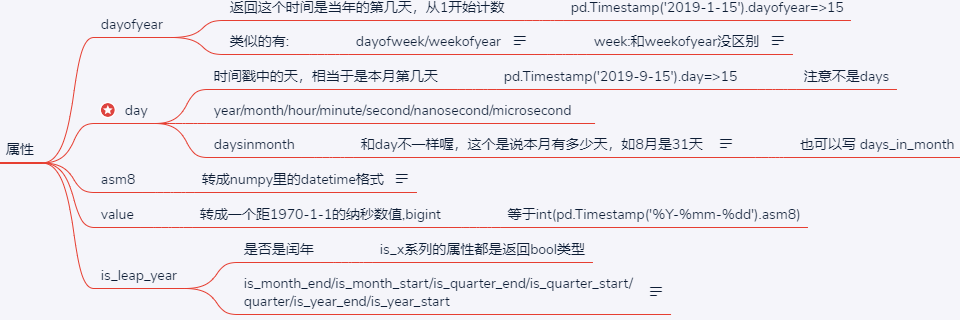 属性
dayofyear
返回这个时间是当年的第几天，从1开始计数 pd.Timestamp('2019-1-15').dayofyear=>15
类似的有: dayofweek/weekofyear week:和weekofyear没区别
day
时间戳中的天，相当于是本月第几天 pd.Timestamp('2019-9-15').day=>15 注意不是days
year/month/hour/minute/second/nanosecond/microsecond
daysinmonth 和day不一样喔，这个是说本月有多少天，如8月是31天 也可以写 days_in_month
asm8 转成numpy里的datetime格式
value 转成一个距1970-1-1的纳秒数值,bigint 等于int(pd.Timestamp('%Y-%mm-%dd').asm8)
is_leap_year
是否是闰年 is_x系列的属性都是返回bool类型
is_month_end/is_month_start/is_quarter_end/is_quarter_start/
quarter/is_year_end/is_year_start